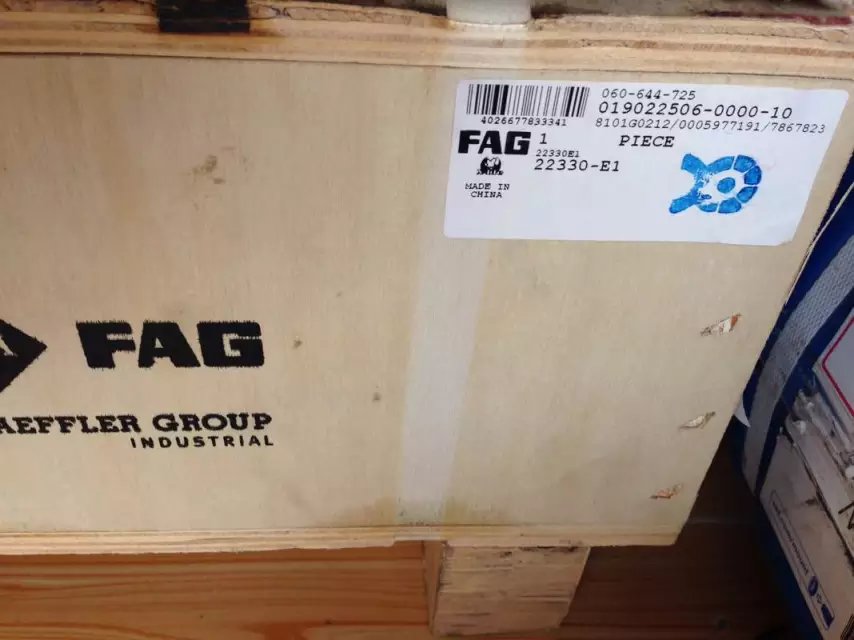 060-644-725
019022506-0000-10
4026677833341
8101G0212/0005977191/7867823
FAG 1 PIECE
22330E1
22330-E1
MADE IN
CHINA
FAG
AEFFLER GROUP
INDUSTRIAL